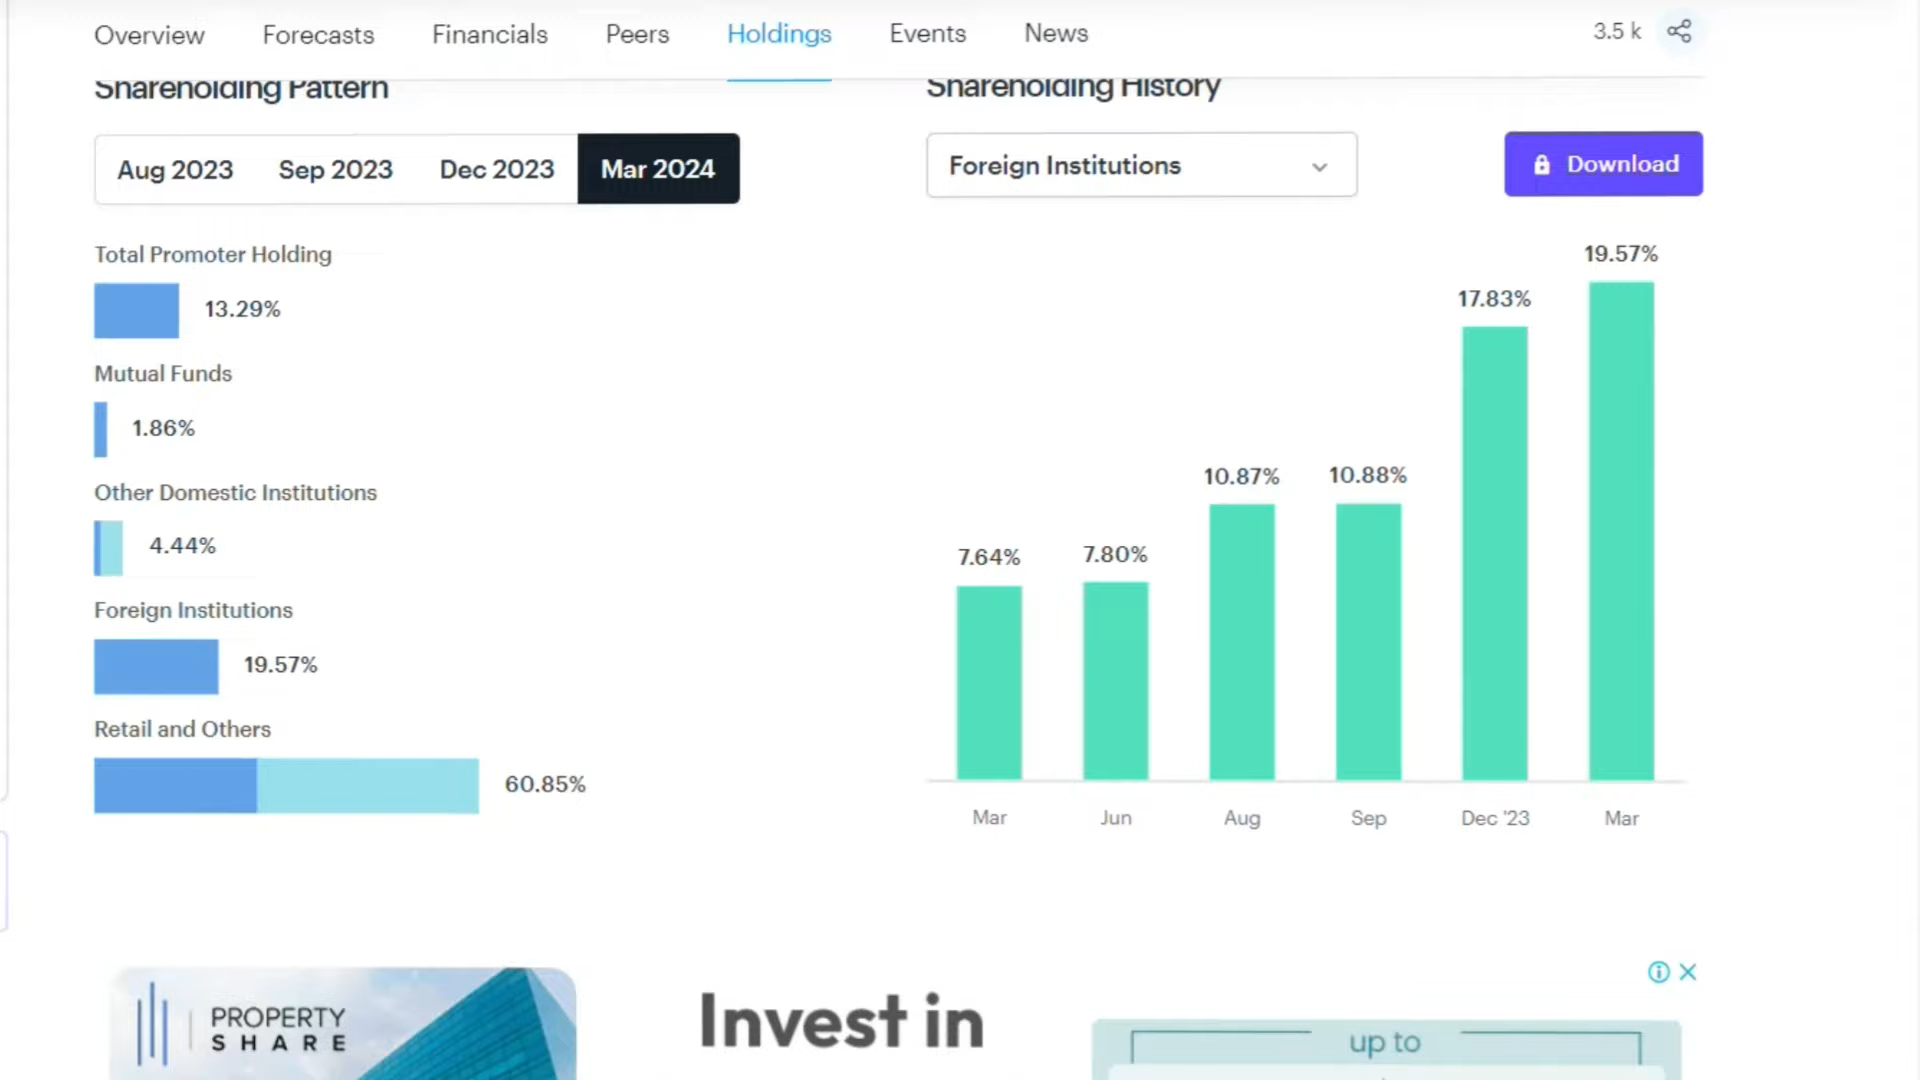 Overview Forecasts Financials Peers Holdings Events News 3.5 k
Shareholding Pattern
Shareholding History
Aug 2023 Sep 2023 Dec 2023 Mar 2024
Foreign Institutions
Download
Total Promoter Holding
13.29%
Mutual Funds
1.86%
Other Domestic Institutions
4.44%
Foreign Institutions
19.57%
Retail and Others
60.85%
7.64% 7.80% 10.87% 10.88% 17.83% 19.57%
Mar Jun Aug Sep Dec '23 Mar
PROPERTY
SHARE
Invest in
up to